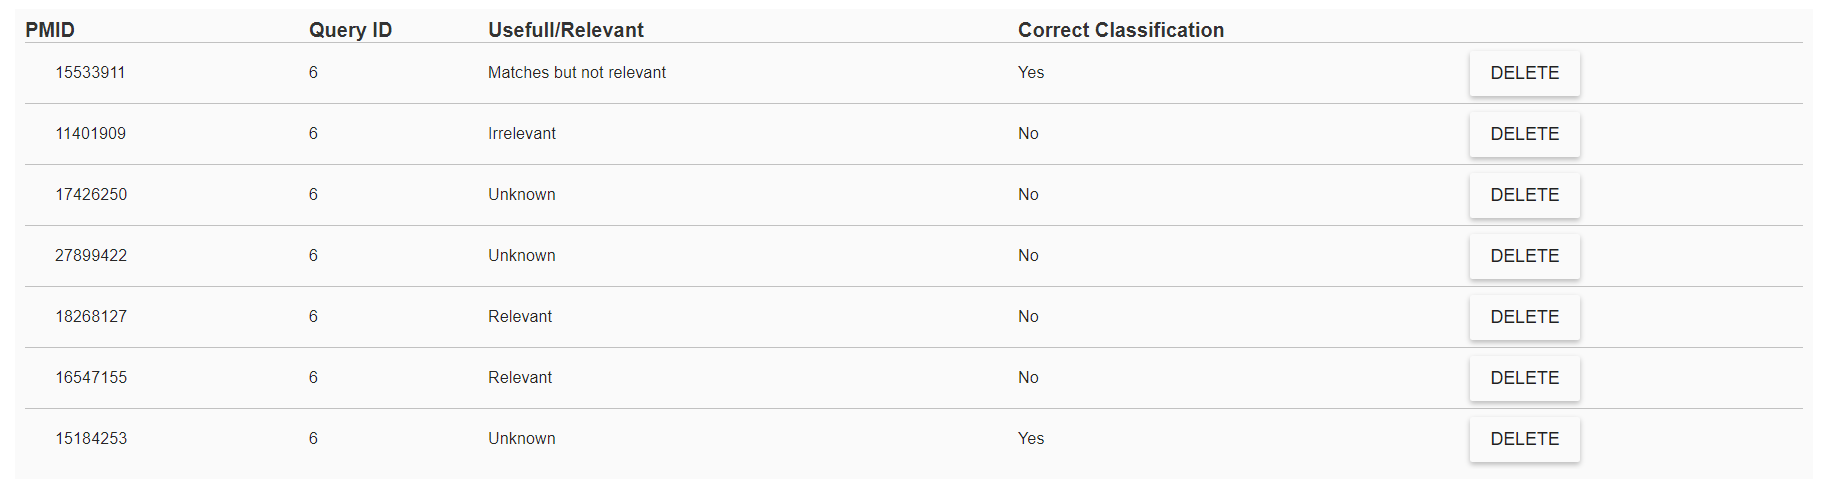 PMID Query ID Usefull/Relevant Correct Classification
15533911 6 Matches but not relevant Yes DELETE
11401909 6 Irrelevant No DELETE
17426250 6 Unknown No DELETE
27899422 6 Unknown No DELETE
18268127 6 Relevant No DELETE
16547155 6 Relevant No DELETE
15184253 6 Unknown Yes DELETE